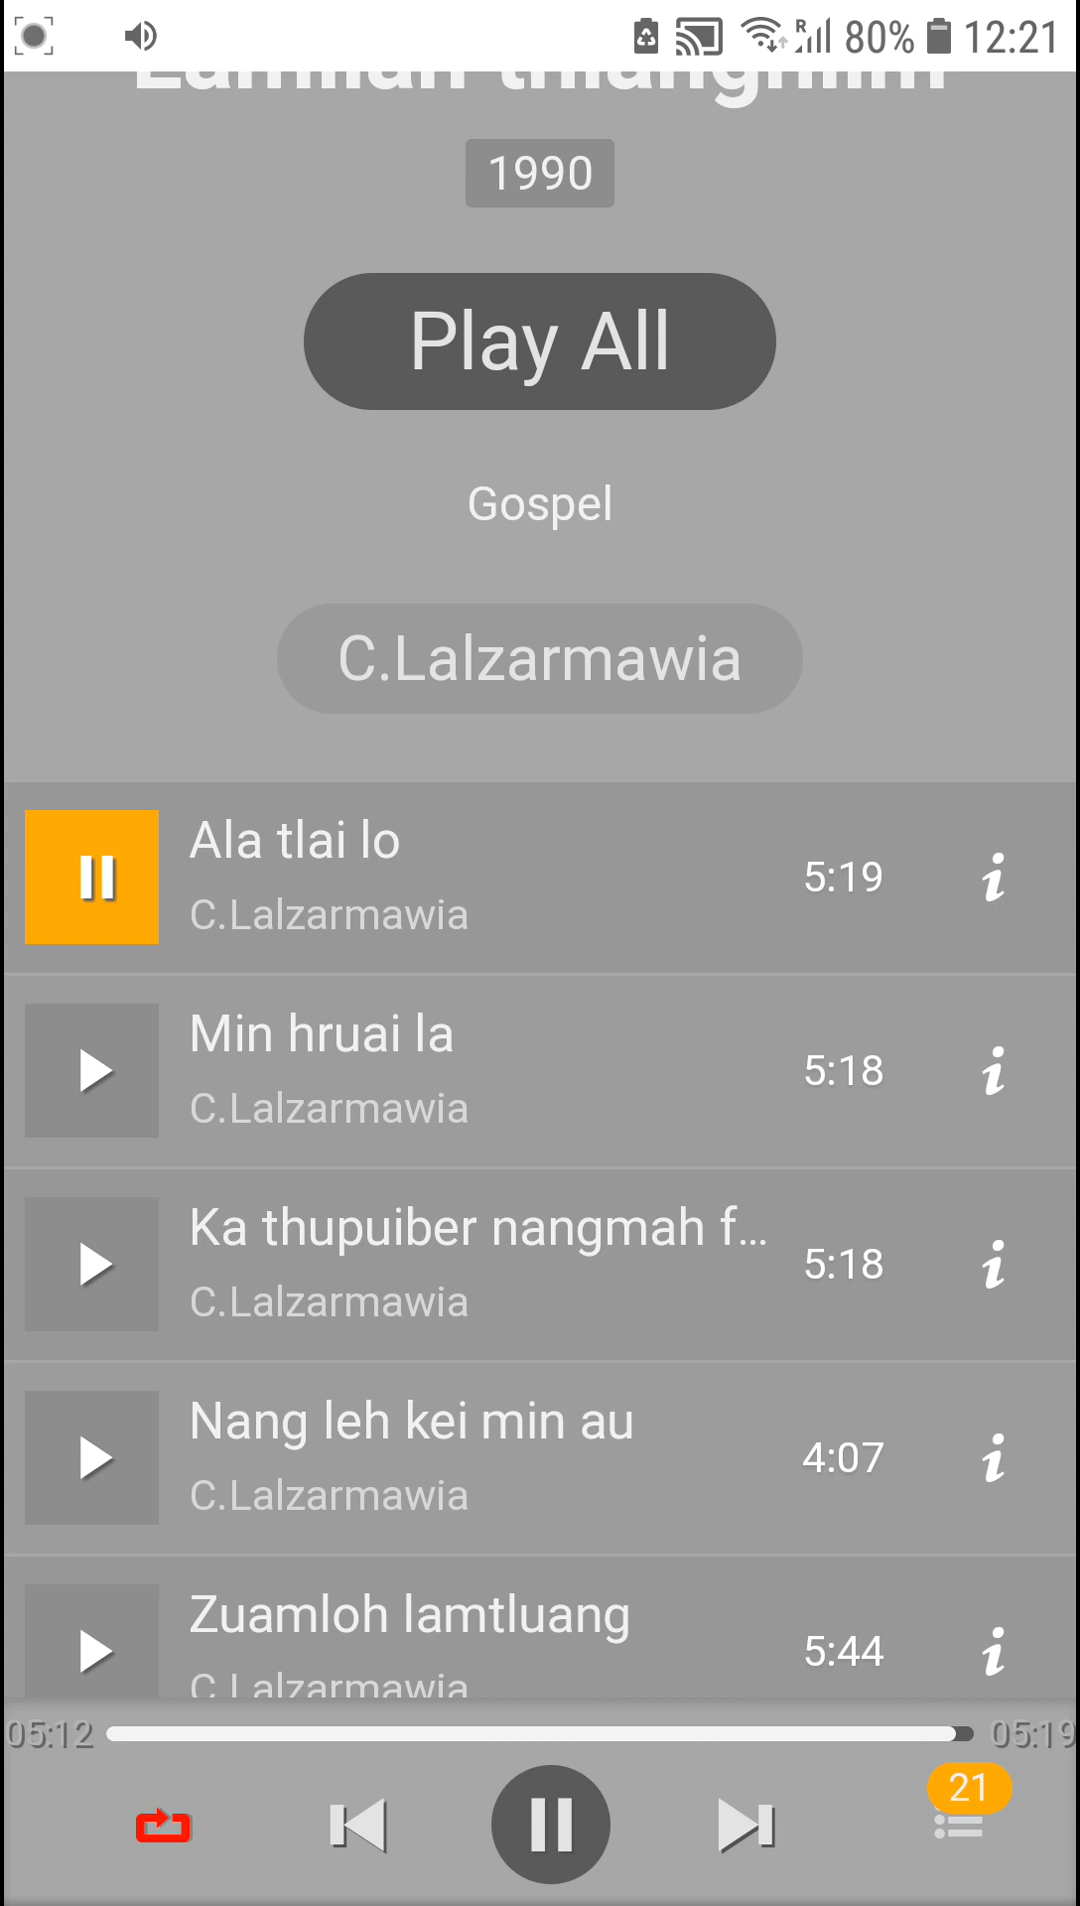 80% 12:21
1990
Play All
Gospel
C.Lalzarmawia
Ala tlai lo
C.Lalzarmawia
5:19
Min hruai la
C.Lalzarmawia
5:18
Ka thupuiber nangmah f...
C.Lalzarmawia
5:18
Nang leh kei min au
C.Lalzarmawia
4:07
Zuamloh lamtluang
C.Lalzarmawia
5:44
05:12
05:19
21